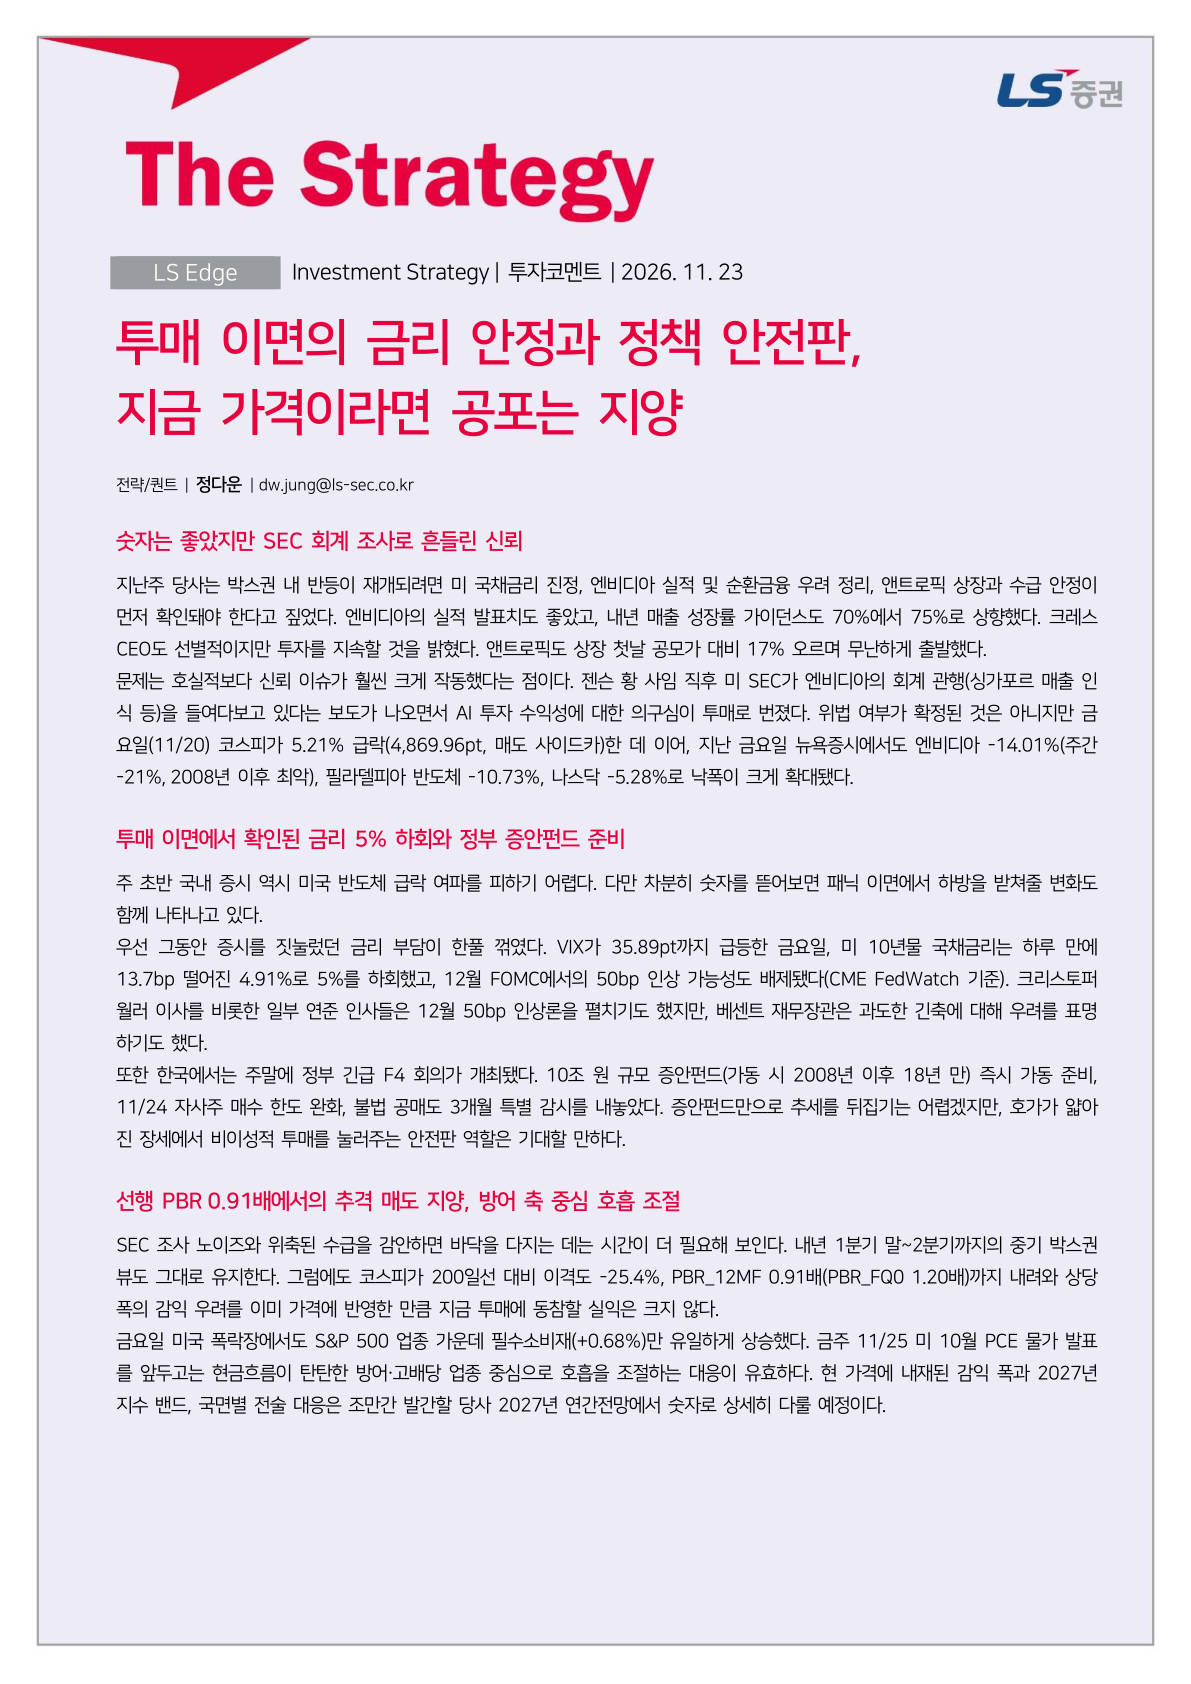 LS 증권
The Strategy
LS Edge Investment Strategy | 투자코멘트 | 2026. 11. 23
투매 이면의 금리 안정과 정책 안전판,
지금 가격이라면 공포는 지양
전략/퀀트 | 정다운 | dw.jung@ls-sec.co.kr
숫자는 좋았지만 SEC 회계 조사로 흔들린 신뢰
지난주 당사는 박스권 내 반등이 재개되려면 미 국채금리 진정, 엔비디아 실적 및 순환금융 우려 정리, 앤트로픽 상장과 수급 안정이
먼저 확인돼야 한다고 짚었다. 엔비디아의 실적 발표치도 좋았고, 내년 매출 성장률 가이던스도 70%에서 75%로 상향했다. 크레스
CEO도 선별적이지만 투자를 지속할 것을 밝혔다. 앤트로픽도 상장 첫날 공모가 대비 17% 오르며 무난하게 출발했다.
문제는 호실적보다 신뢰 이슈가 훨씬 크게 작동했다는 점이다. 젠슨 황 사임 직후 미 SEC가 엔비디아의 회계 관행(싱가포르 매출 인
식 등)을 들여다보고 있다는 보도가 나오면서 AI 투자 수익성에 대한 의구심이 투매로 번졌다. 위법 여부가 확정된 것은 아니지만 금
요일(11/20) 코스피가 5.21% 급락(4,869.96pt, 매도 사이드카)한 데 이어, 지난 금요일 뉴욕증시에서도 엔비디아 -14.01%(주간
-21%, 2008년 이후 최악), 필라델피아 반도체 -10.73%, 나스닥 -5.28%로 낙폭이 크게 확대됐다.
투매 이면에서 확인된 금리 5% 하회와 정부 증안펀드 준비
주 초반 국내 증시 역시 미국 반도체 급락 여파를 피하기 어렵다. 다만 차분히 숫자를 뜯어보면 패닉 이면에서 하방을 받쳐줄 변화도
함께 나타나고 있다.
우선 그동안 증시를 짓눌렀던 금리 부담이 한풀 꺾였다. VIX가 35.89pt까지 급등한 금요일, 미 10년물 국채금리는 하루 만에
13.7bp 떨어진 4.91%로 5%를 하회했고, 12월 FOMC에서의 50bp 인상 가능성도 배제됐다(CME FedWatch 기준). 크리스토퍼
월러 이사를 비롯한 일부 연준 인사들은 12월 50bp 인상론을 펼치기도 했지만, 베센트 재무장관은 과도한 긴축에 대해 우려를 표명
하기도 했다.
또한 한국에서는 주말에 정부 긴급 F4 회의가 개최됐다. 10조 원 규모 증안펀드(가동 시 2008년 이후 18년 만) 즉시 가동 준비,
11/24 자사주 매수 한도 완화, 불법 공매도 3개월 특별 감시를 내놓았다. 증안펀드만으로 추세를 뒤집기는 어렵겠지만, 호가가 얇아
진 장세에서 비이성적 투매를 눌러주는 안전판 역할은 기대할 만하다.
선행 PBR 0.91배에서의 추격 매도 지양, 방어 축 중심 호흡 조절
SEC 조사 노이즈와 위축된 수급을 감안하면 바닥을 다지는 데는 시간이 더 필요해 보인다. 내년 1분기 말~2분기까지의 중기 박스권
뷰도 그대로 유지한다. 그럼에도 코스피가 200일선 대비 이격도 -25.4%, PBR_12MF 0.91배(PBR_FQ0 1.20배)까지 내려와 상당
폭의 감익 우려를 이미 가격에 반영한 만큼 지금 투매에 동참할 실익은 크지 않다.
금요일 미국 폭락장에서도 S&P 500 업종 가운데 필수소비재(+0.68%)만 유일하게 상승했다. 금주 11/25 미 10월 PCE 물가 발표
를 앞두고는 현금흐름이 탄탄한 방어·고배당 업종 중심으로 호흡을 조절하는 대응이 유효하다. 현 가격에 내재된 감익 폭과 2027년
지수 밴드, 국면별 전술 대응은 조만간 발간할 당사 2027년 연간전망에서 숫자로 상세히 다룰 예정이다.